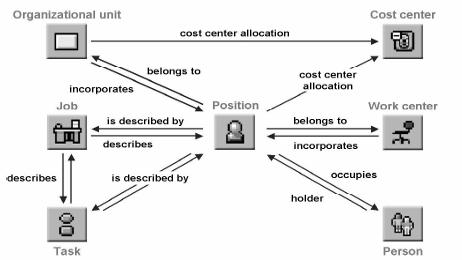 Organizational unit
Cost center
cost center allocation
belongs to
cost center
allocation
incorporates
Job
Position
Work center
is described by
belongs to
describes
incorporates
describes
is described by
occupies
holder
Task
Person